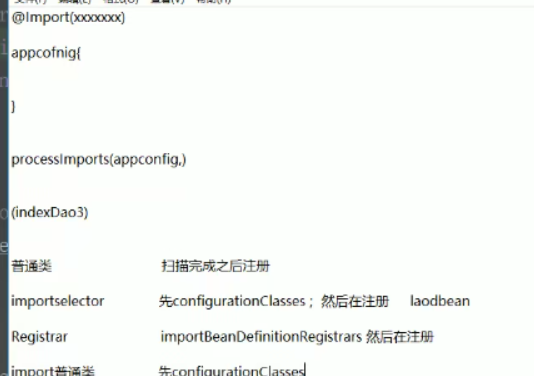 @Import(xxxxxxx)
appcofnig{
}
processImports(appconfig,)
(indexDao3)
普通类 扫描完成之后注册
importselector 先configurationClasses ；然后在注册 laodbean
Registrar importBeanDefinitionRegistrars 然后在注册
import普通类 先configurationClasses